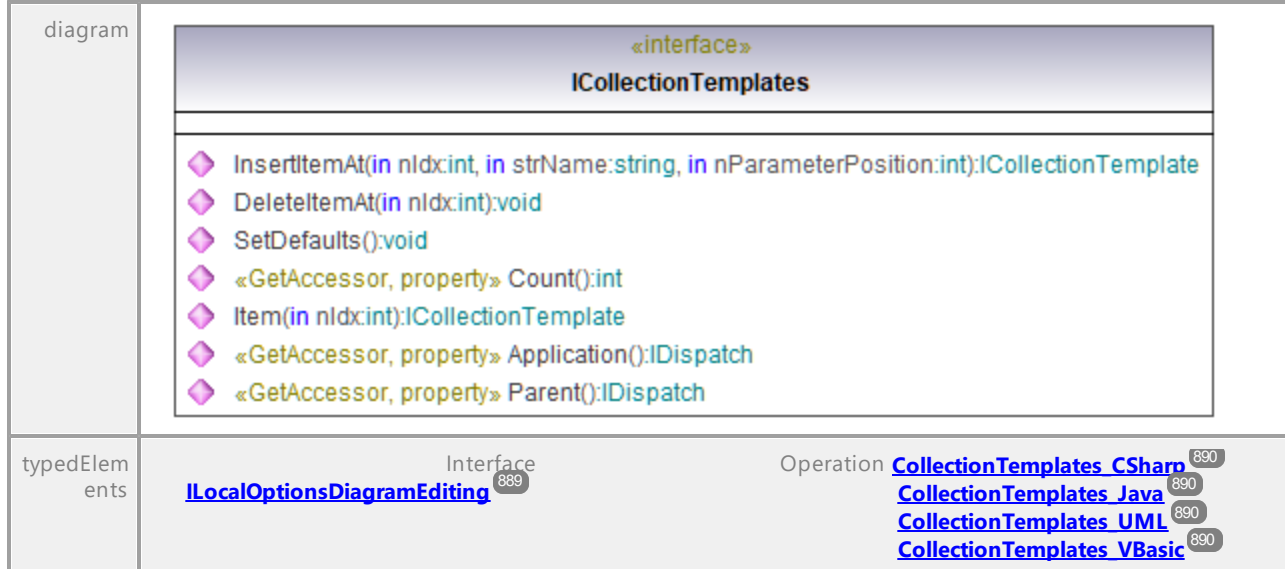 diagram
«interface»
ICollectionTemplates
InsertItemAt(in nIdx:int, in strName:string, in nParameterPosition:int):ICollectionTemplate
DeleteItemAt(in nIdx:int):void
SetDefaults():void
«GetAccessor, property» Count():int
Item(in nIdx:int):ICollectionTemplate
«GetAccessor, property» Application():IDispatch
«GetAccessor, property» Parent():IDispatch
typedElem
ents
Interface
ILocalOptionsDiagramEditing 889
Operation CollectionTemplates_CSharp 890
CollectionTemplates_Java 890
CollectionTemplates_UML 890
CollectionTemplates_VBasic 890